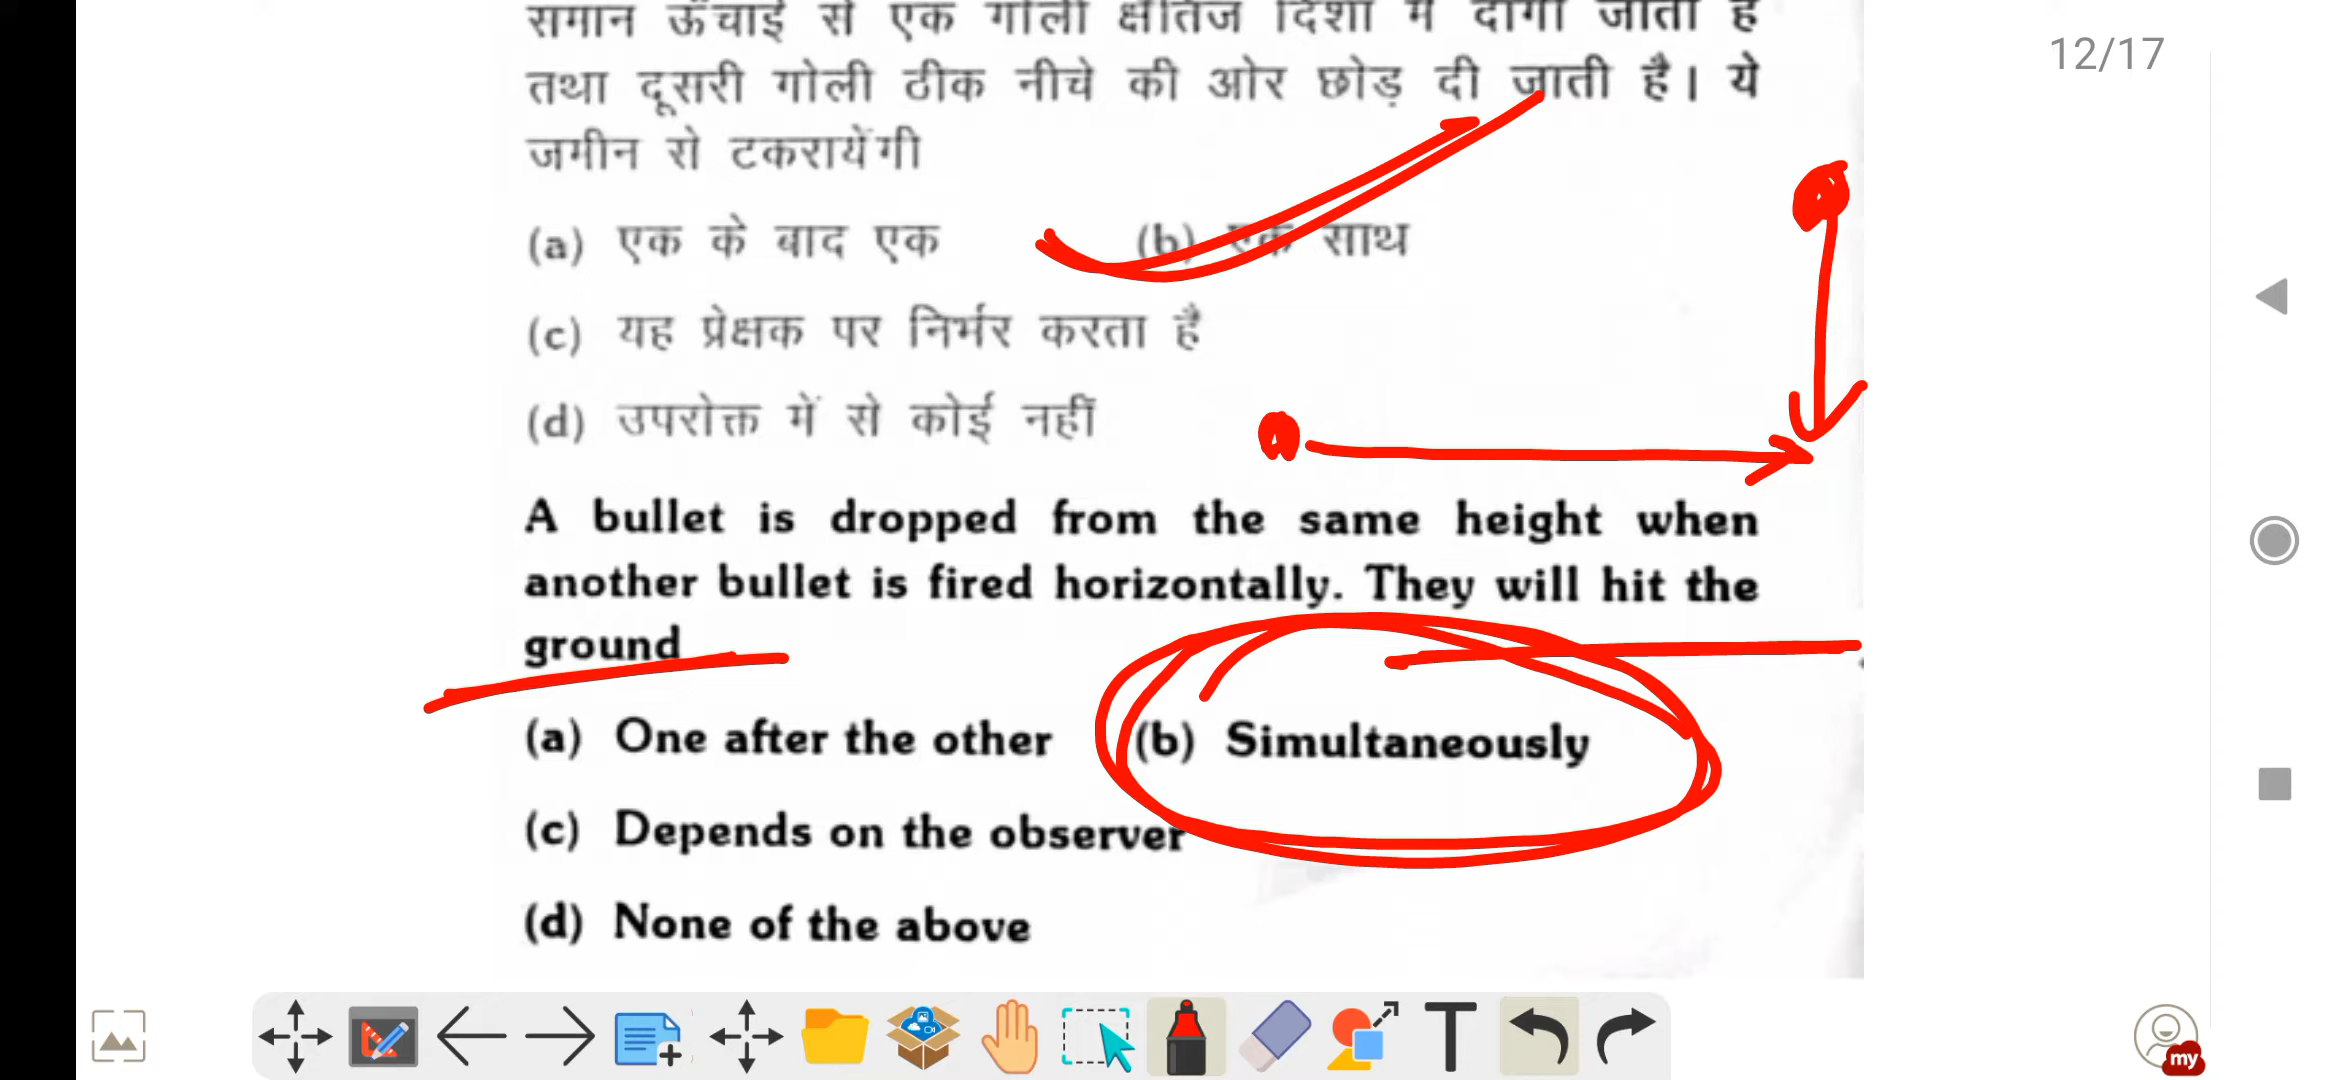 समान ऊँचाई से एक गोली क्षैतिज दिशा में दागी जाती है
12/17
तथा दूसरी गोली ठीक नीचे की ओर छोड़ दी जाती है। ये
जमीन से टकरायेंगी
(a) एक के बाद एक (b) एक साथ
(c) यह प्रेक्षक पर निर्भर करता है
(d) उपरोक्त में से कोई नहीं
A bullet is dropped from the same height when
another bullet is fired horizontally. They will hit the
ground
(a) One after the other (b) Simultaneously
(c) Depends on the observer
(d) None of the above
T
my